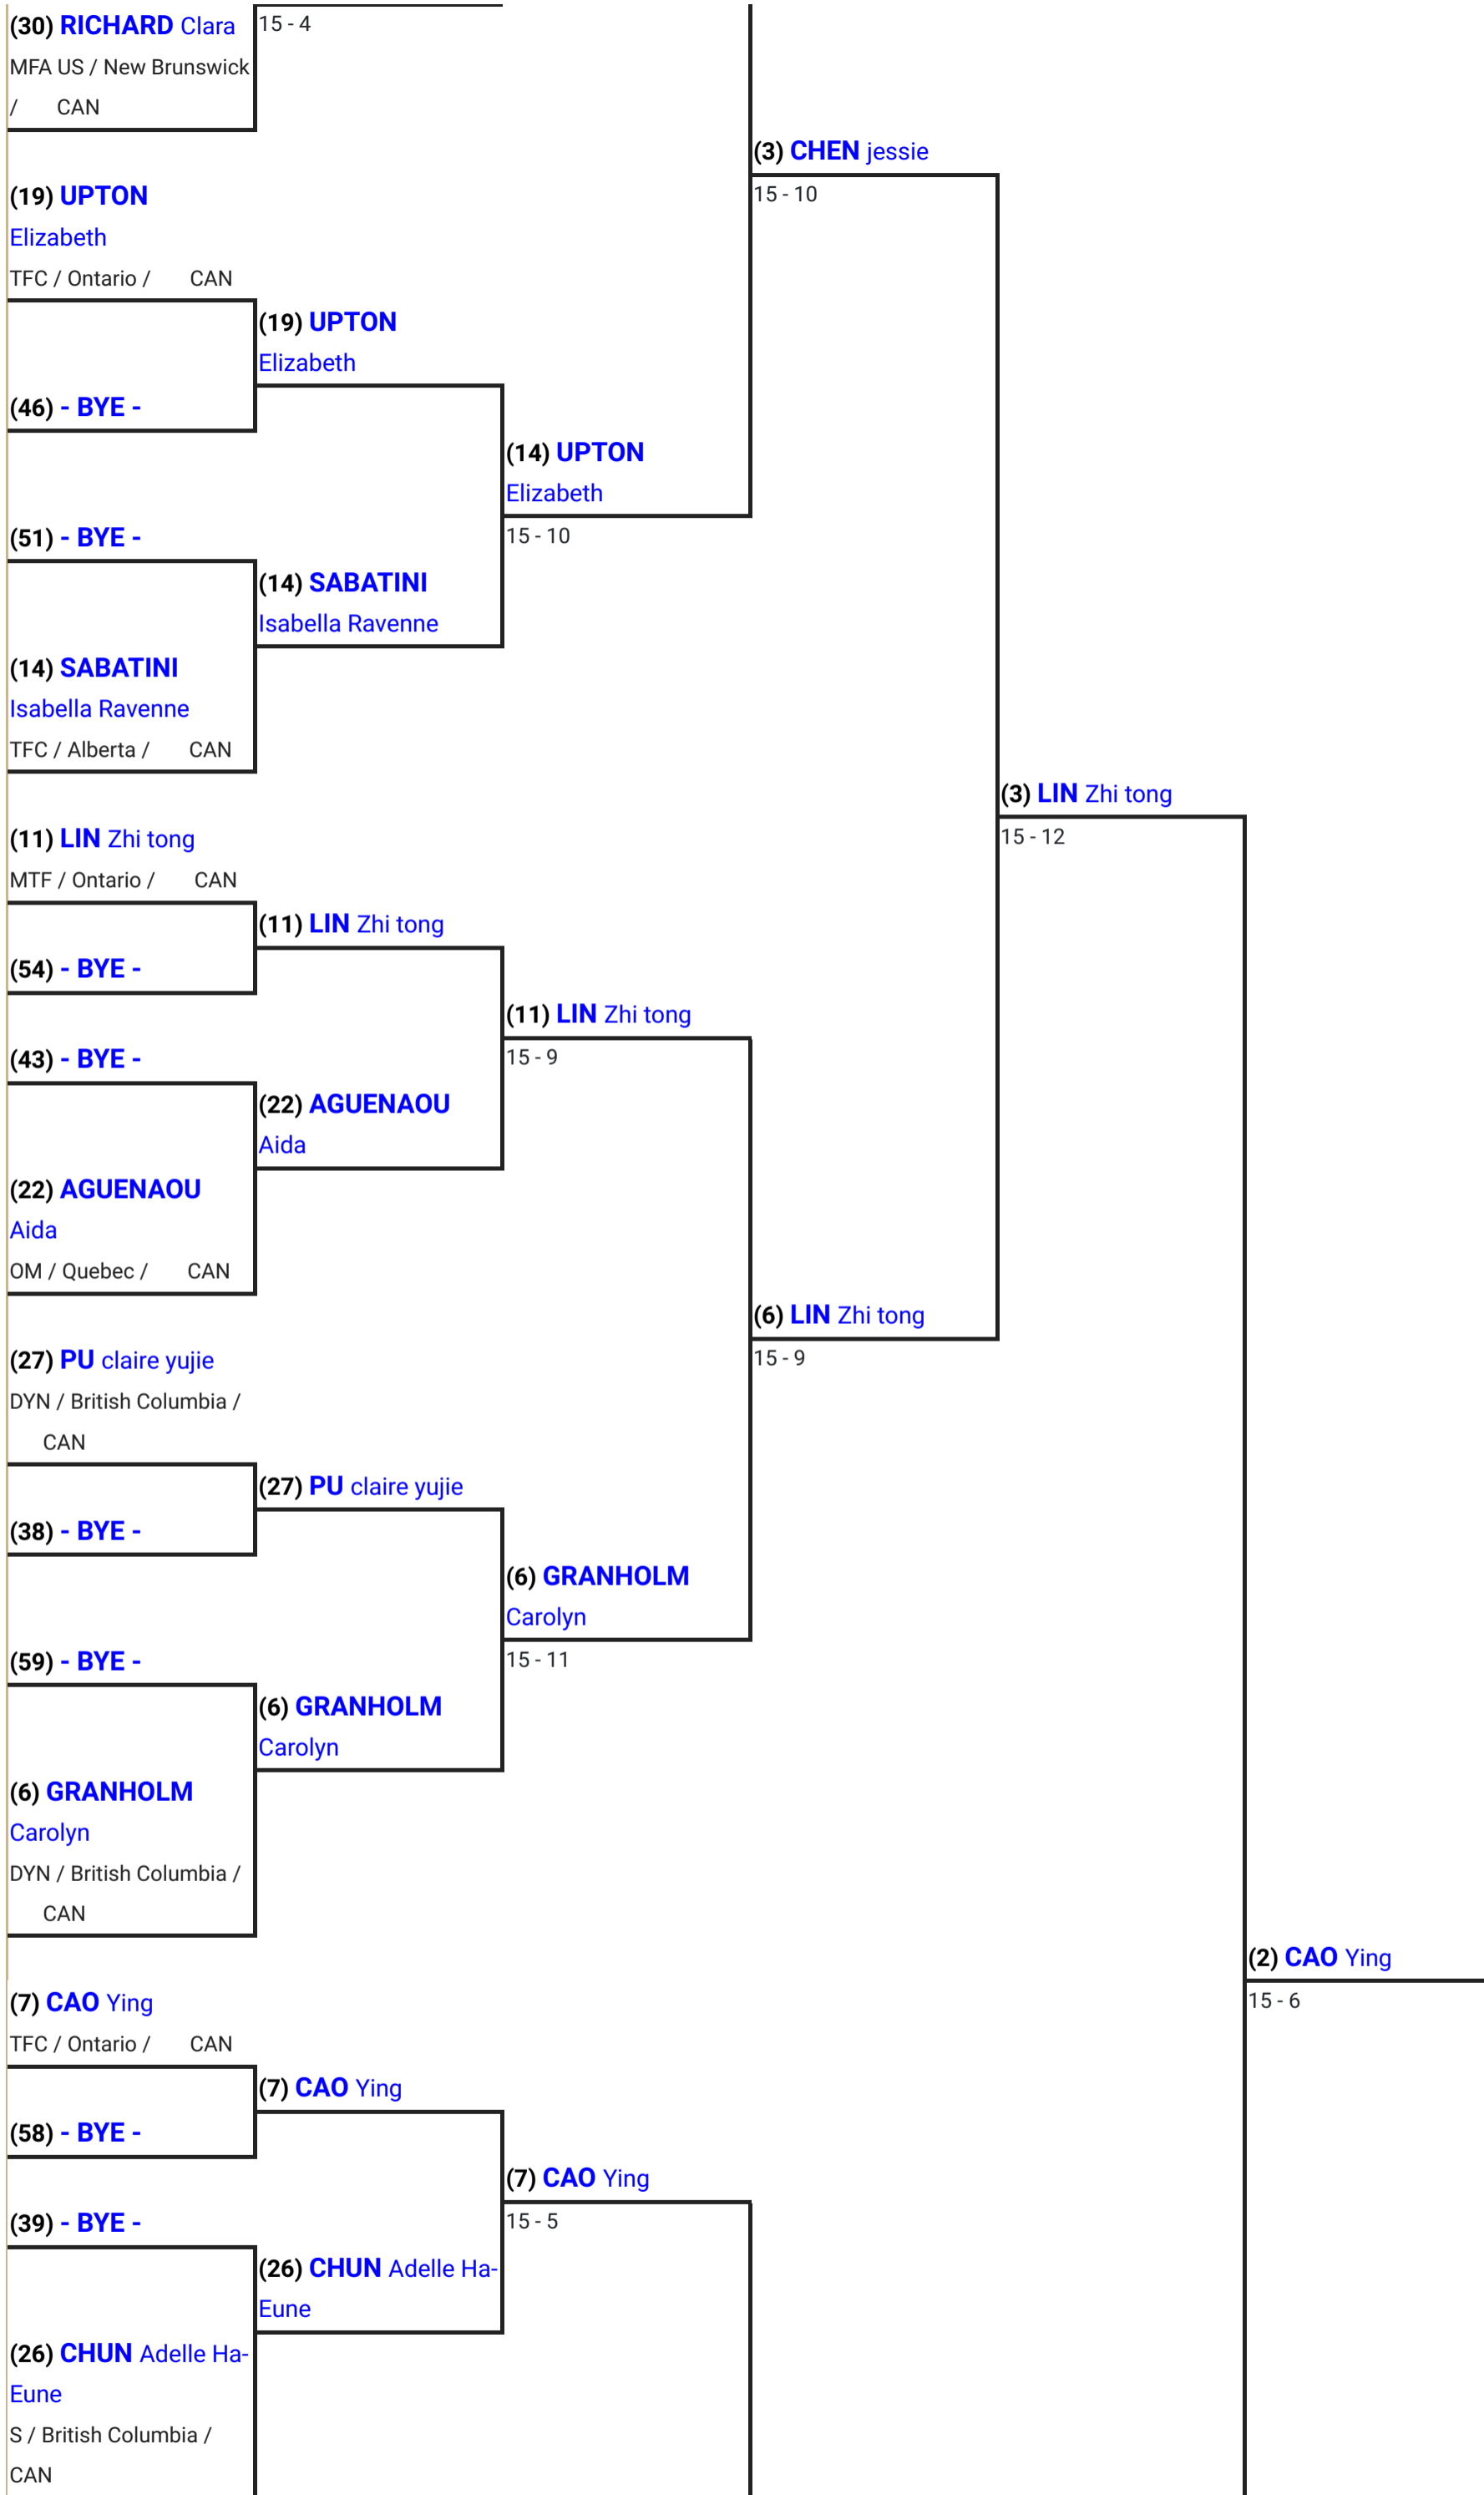 (30) RICHARD Clara
MFA US / New Brunswick
/ CAN
15 - 4
(19) UPTON
Elizabeth
TFC / Ontario / CAN
(46) - BYE -
(51) - BYE -
(14) SABATINI
Isabella Ravenne
TFC / Alberta / CAN
(11) LIN Zhi tong
MTF / Ontario / CAN
(54) - BYE -
(43) - BYE -
(22) AGUENAOU
Aida
OM / Quebec / CAN
(27) PU claire yujie
DYN / British Columbia /
CAN
(38) - BYE -
(59) - BYE -
(6) GRANHOLM
Carolyn
DYN / British Columbia /
CAN
(7) CAO Ying
TFC / Ontario / CAN
(58) - BYE -
(39) - BYE -
(26) CHUN Adelle Ha-
Eune
S / British Columbia /
CAN
(19) UPTON
Elizabeth
(14) SABATINI
Isabella Ravenne
(11) LIN Zhi tong
(22) AGUENAOU
Aida
(27) PU claire yujie
(6) GRANHOLM
Carolyn
(7) CAO Ying
(26) CHUN Adelle Ha-
Eune
(14) UPTON
Elizabeth
15 - 10
(11) LIN Zhi tong
15 - 9
(6) GRANHOLM
Carolyn
15 - 11
(7) CAO Ying
15 - 5
(3) CHEN jessie
15 - 10
(6) LIN Zhi tong
15 - 9
(3) LIN Zhi tong
15 - 12
(2) CAO Ying
15 - 6